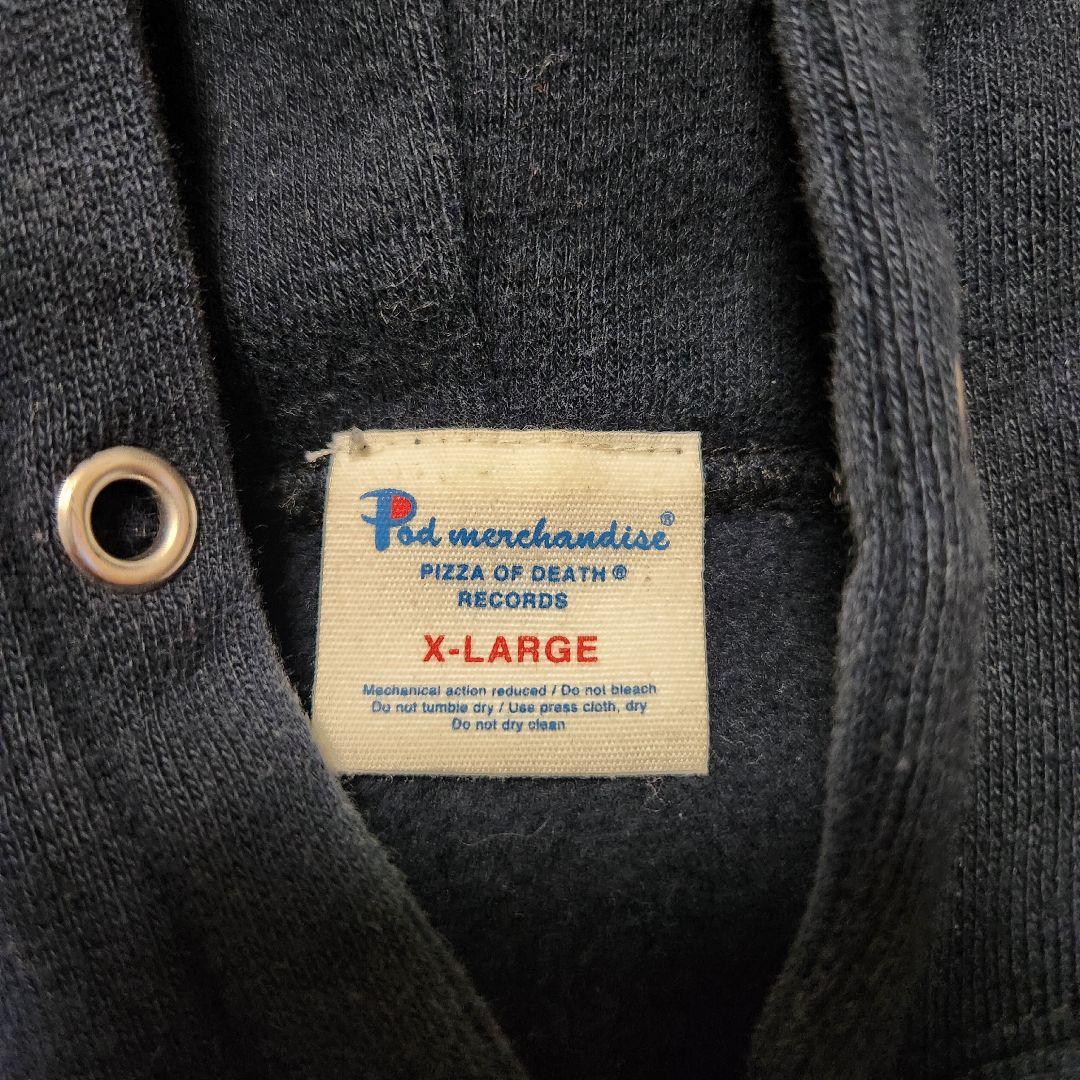 Pod merchandise®
PIZZA OF DEATH®
RECORDS
X-LARGE
Mechanical action reduced / Do not bleach
Do not tumble dry / Use press cloth, dry
Do not dry clean